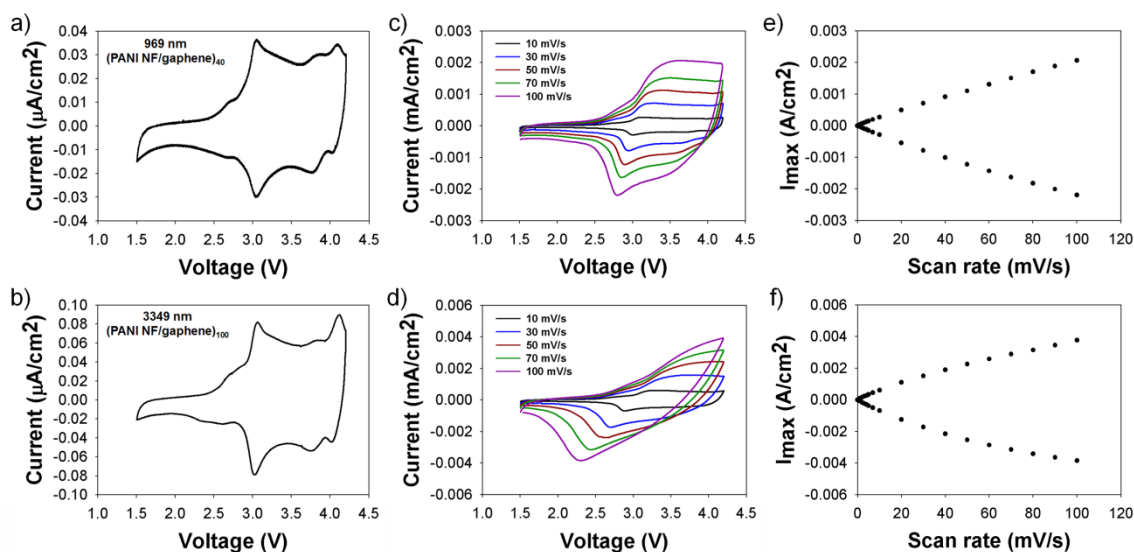 a)
969 nm
(PANI NF/gaphene)40
Current (µA/cm2)
0.04
0.03
0.02
0.01
0.00
-0.01
-0.02
-0.03
-0.04
1.0 1.5 2.0 2.5 3.0 3.5 4.0 4.5
Voltage (V)
c)
10 mV/s
30 mV/s
50 mV/s
70 mV/s
100 mV/s
Current (mA/cm2)
0.003
0.002
0.001
0.000
-0.001
-0.002
-0.003
1.0 1.5 2.0 2.5 3.0 3.5 4.0 4.5
Voltage (V)
e)
Imax (A/cm2)
0.003
0.002
0.001
0.000
-0.001
-0.002
-0.003
0 20 40 60 80 100 120
Scan rate (mV/s)
b)
3349 nm
(PANI NF/gaphene)100
Current (µA/cm2)
0.10
0.08
0.06
0.04
0.02
0.00
-0.02
-0.04
-0.06
-0.08
-0.10
1.0 1.5 2.0 2.5 3.0 3.5 4.0 4.5
Voltage (V)
d)
10 mV/s
30 mV/s
50 mV/s
70 mV/s
100 mV/s
Current (mA/cm2)
0.006
0.004
0.002
0.000
-0.002
-0.004
-0.006
1.0 1.5 2.0 2.5 3.0 3.5 4.0 4.5
Voltage (V)
f)
Imax (A/cm2)
0.006
0.004
0.002
0.000
-0.002
-0.004
-0.006
0 20 40 60 80 100 120
Scan rate (mV/s)